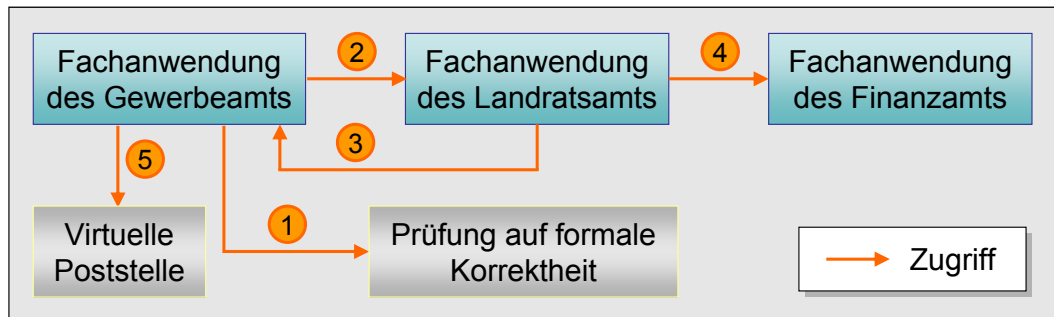 Fachanwendung
des Gewerbeamts
2
Fachanwendung
des Landratsamts
4
Fachanwendung
des Finanzamts
3
5
1
Virtuelle
Poststelle
Prüfung auf formale
Korrektheit
Zugriff